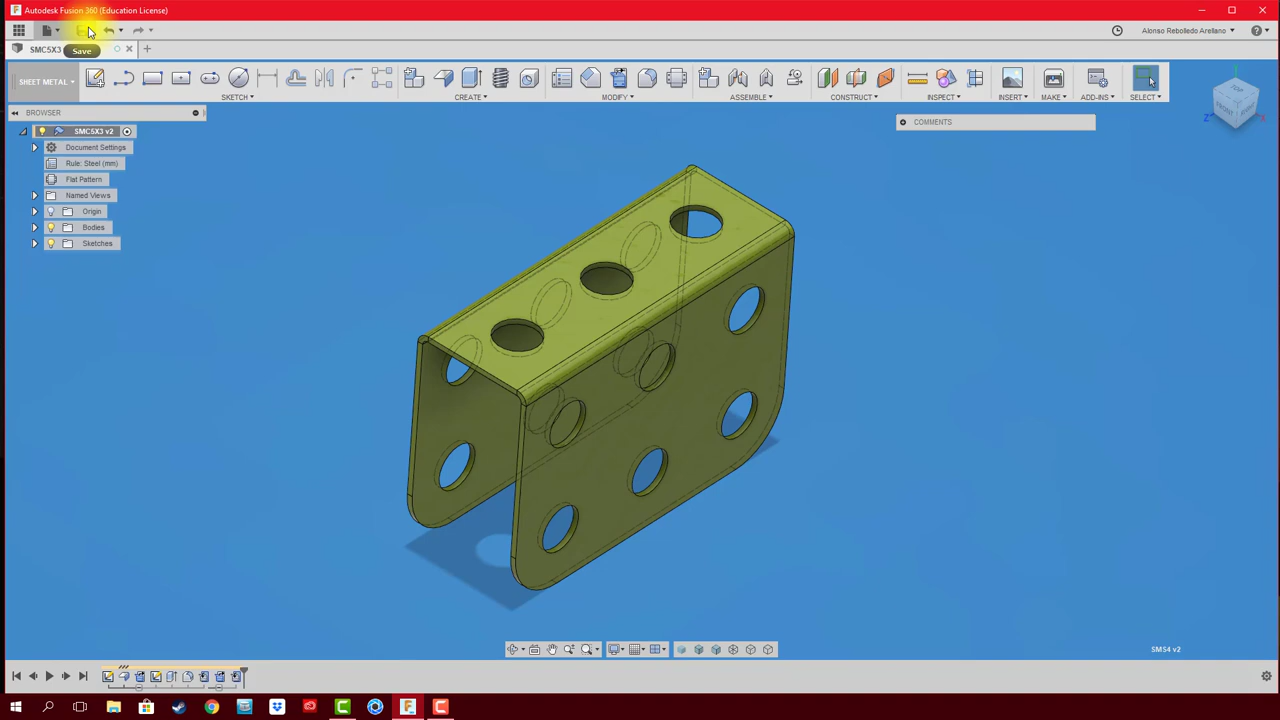 Autodesk Fusion 360 (Education License)
Alonso Rebolledo Arellano
SMC5X3
Save
SHEET METAL
SKETCH
CREATE
MODIFY
ASSEMBLE
CONSTRUCT
INSPECT
INSERT
MAKE
ADD-INS
SELECT
BROWSER
COMMENTS
SMC5X3 v2
Document Settings
Rule: Steel (mm)
Flat Pattern
Named Views
Origin
Bodies
Sketches
TOP
Z
X
SMS4 v2